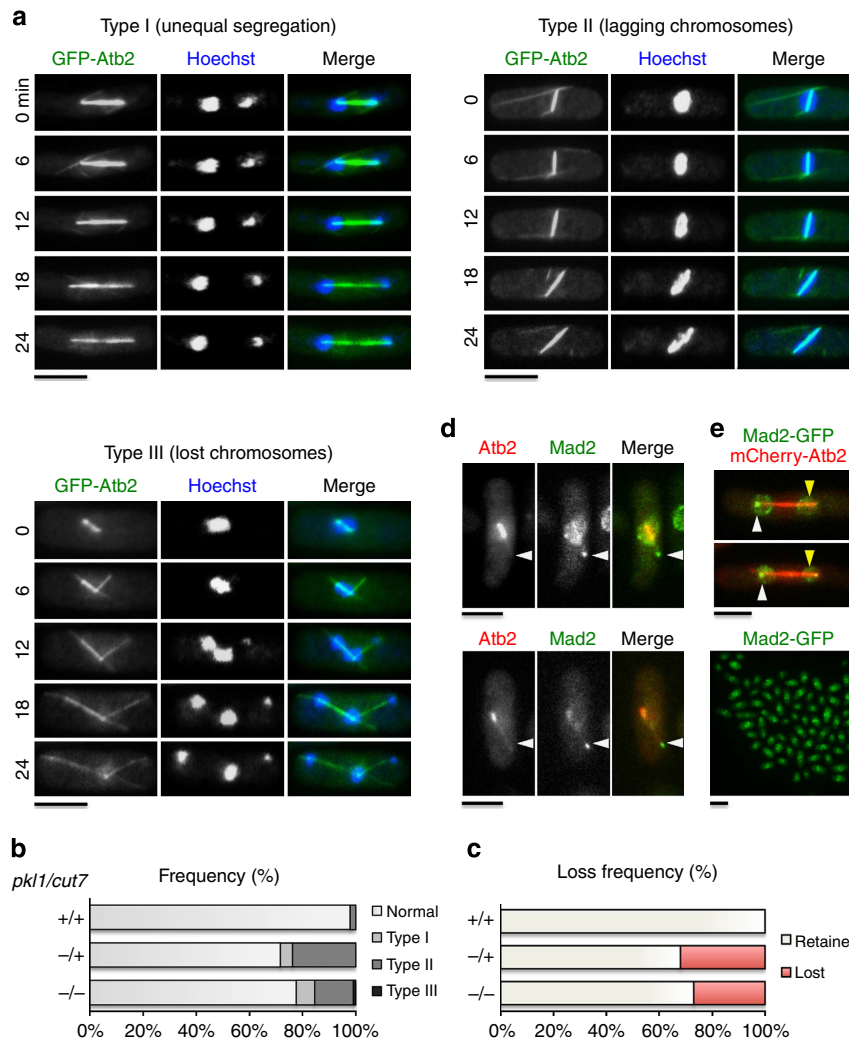 a
Type I (unequal segregation)
GFP-Atb2 Hoechst Merge
0 min
6
12
18
24
Type II (lagging chromosomes)
GFP-Atb2 Hoechst Merge
0
6
12
18
24
Type III (lost chromosomes)
GFP-Atb2 Hoechst Merge
0
6
12
18
24
d
Atb2 Mad2 Merge
Atb2 Mad2 Merge
e
Mad2-GFP
mCherry-Atb2
Mad2-GFP
b
pkl1/cut7 Frequency (%)
+/+
−/+
−/−
0% 20% 40% 60% 80% 100%
Normal
Type I
Type II
Type III
c
Loss frequency (%)
+/+
−/+
−/−
0% 20% 40% 60% 80% 100%
Retaine
Lost